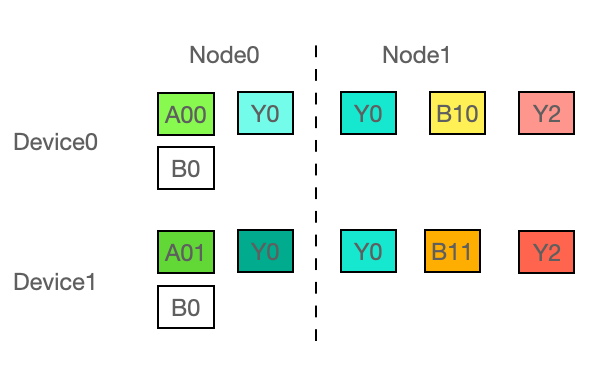 Node0 Node1
Device0
A00 Y0 Y0 B10 Y2
B0
Device1
A01 Y0 Y0 B11 Y2
B0